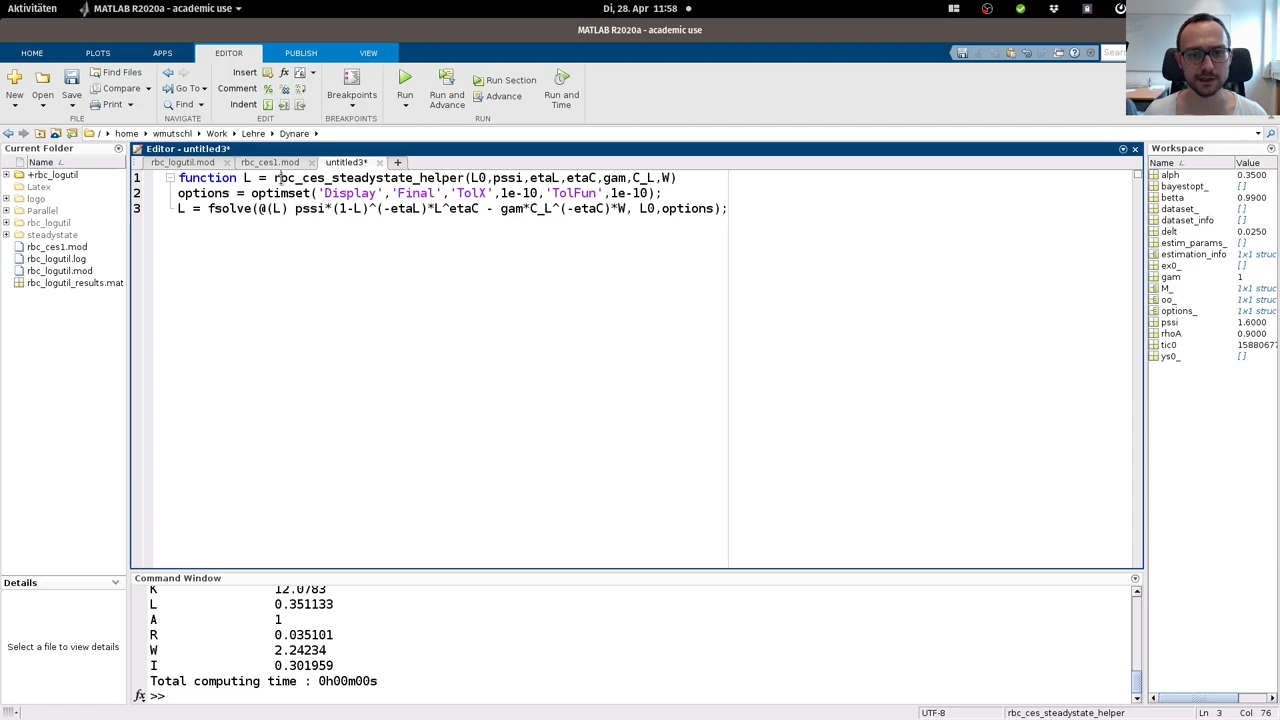 Aktivitäten
MATLAB R2020a - academic use
Di, 28. Apr 11:58
MATLAB R2020a - academic use
HOME
PLOTS
APPS
EDITOR
PUBLISH
VIEW
New
Open
Save
Find Files
Compare
Print
FILE
Go To
Find
NAVIGATE
Insert
Comment
Indent
EDIT
Breakpoints
BREAKPOINTS
Run
Run and Advance
Run Section
Advance
Run and Time
RUN
/ home wmutschl Work Lehre Dynare
Current Folder
Name
+rbc_logutil
Latex
logo
Parallel
rbc_logutil
steadystate
rbc_ces1.mod
rbc_logutil.log
rbc_logutil.mod
rbc_logutil_results.mat
Details
Select a file to view details
Editor - untitled3*
rbc_logutil.mod
rbc_ces1.mod
untitled3*
1 function L = rbc_ces_steadystate_helper(L0,pssi,etaL,etaC,gam,C_L,W)
2 options = optimset('Display','Final','TolX',1e-10,'TolFun',1e-10);
3 L = fsolve(@(L) pssi*(1-L)^(-etaL)*L^etaC - gam*C_L^(-etaC)*W, L0,options);
Command Window
K 12.0783
L 0.351133
A 1
R 0.035101
W 2.24234
I 0.301959
Total computing time : 0h00m00s
fx >>
Workspace
Name Value
alph 0.3500
bayestopt_ []
betta 0.9900
dataset_ []
dataset_info []
delt 0.0250
estim_params_ []
estimation_info 1x1 struc
ex0_ []
gam 1
M_ 1x1 struc
oo_ 1x1 struc
options_ 1x1 struc
pssi 1.6000
rhoA 0.9000
tic0 15880677
ys0_ []
UTF-8
rbc_ces_steadystate_helper
Ln 3 Col 76